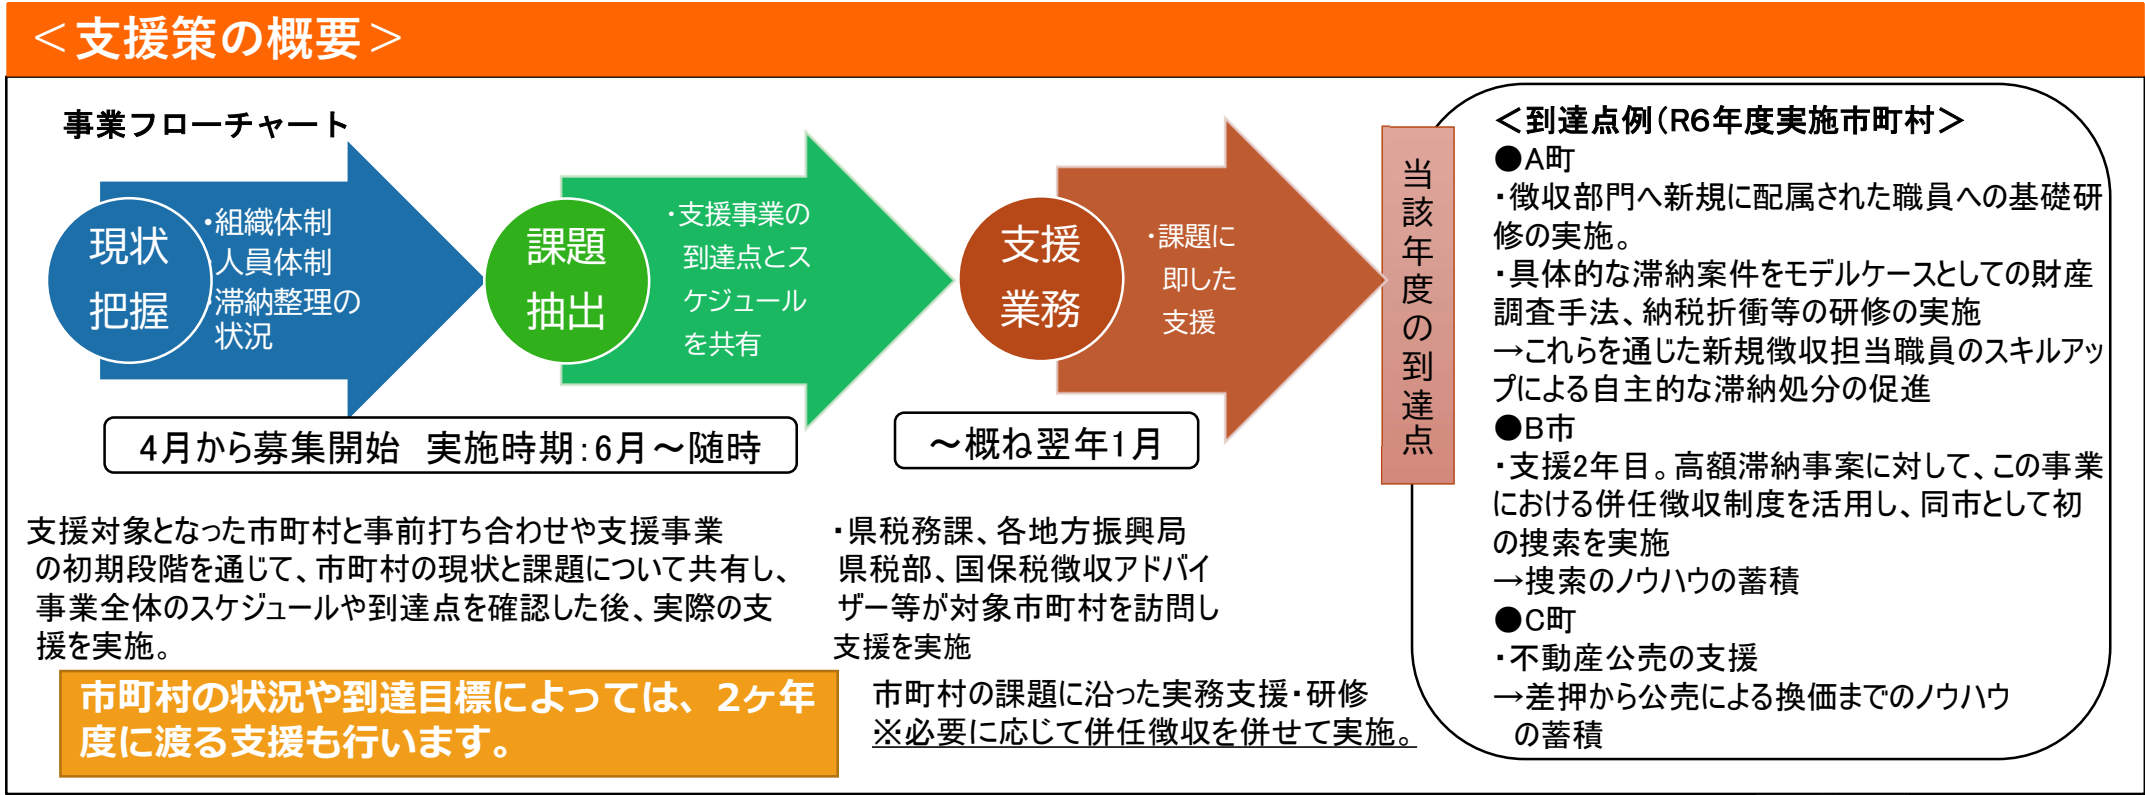 ＜支援策の概要＞
事業フローチャート
現状
把握
・組織体制
・人員体制
・滞納整理の
状況
課題
抽出
・支援事業の
到達点とス
ケジュール
を共有
支援
業務
・課題に
即した
支援
当該年度の到達点
4月から募集開始　実施時期：6月～随時
～概ね翌年1月
支援対象となった市町村と事前打ち合わせや支援事業
の初期段階を通じて、市町村の現状と課題について共有し、
事業全体のスケジュールや到達点を確認した後、実際の支
援を実施。
市町村の状況や到達目標によっては、2ヶ年
度に渡る支援も行います。
・県税務課、各地方振興局
県税部、国保税徴収アドバイ
ザー等が対象市町村を訪問し
支援を実施
市町村の課題に沿った実務支援・研修
※必要に応じて併任徴収を併せて実施。
＜到達点例（R6年度実施市町村＞
●A町
・徴収部門へ新規に配属された職員への基礎研
修の実施。
・具体的な滞納案件をモデルケースとしての財産
調査手法、納税折衝等の研修の実施
→これらを通じた新規徴収担当職員のスキルアッ
プによる自主的な滞納処分の促進
●B市
・支援2年目。高額滞納事案に対して、この事業
における併任徴収制度を活用し、同市として初
の捜索を実施
→捜索のノウハウの蓄積
●C町
・不動産公売の支援
→差押から公売による換価までのノウハウ
の蓄積